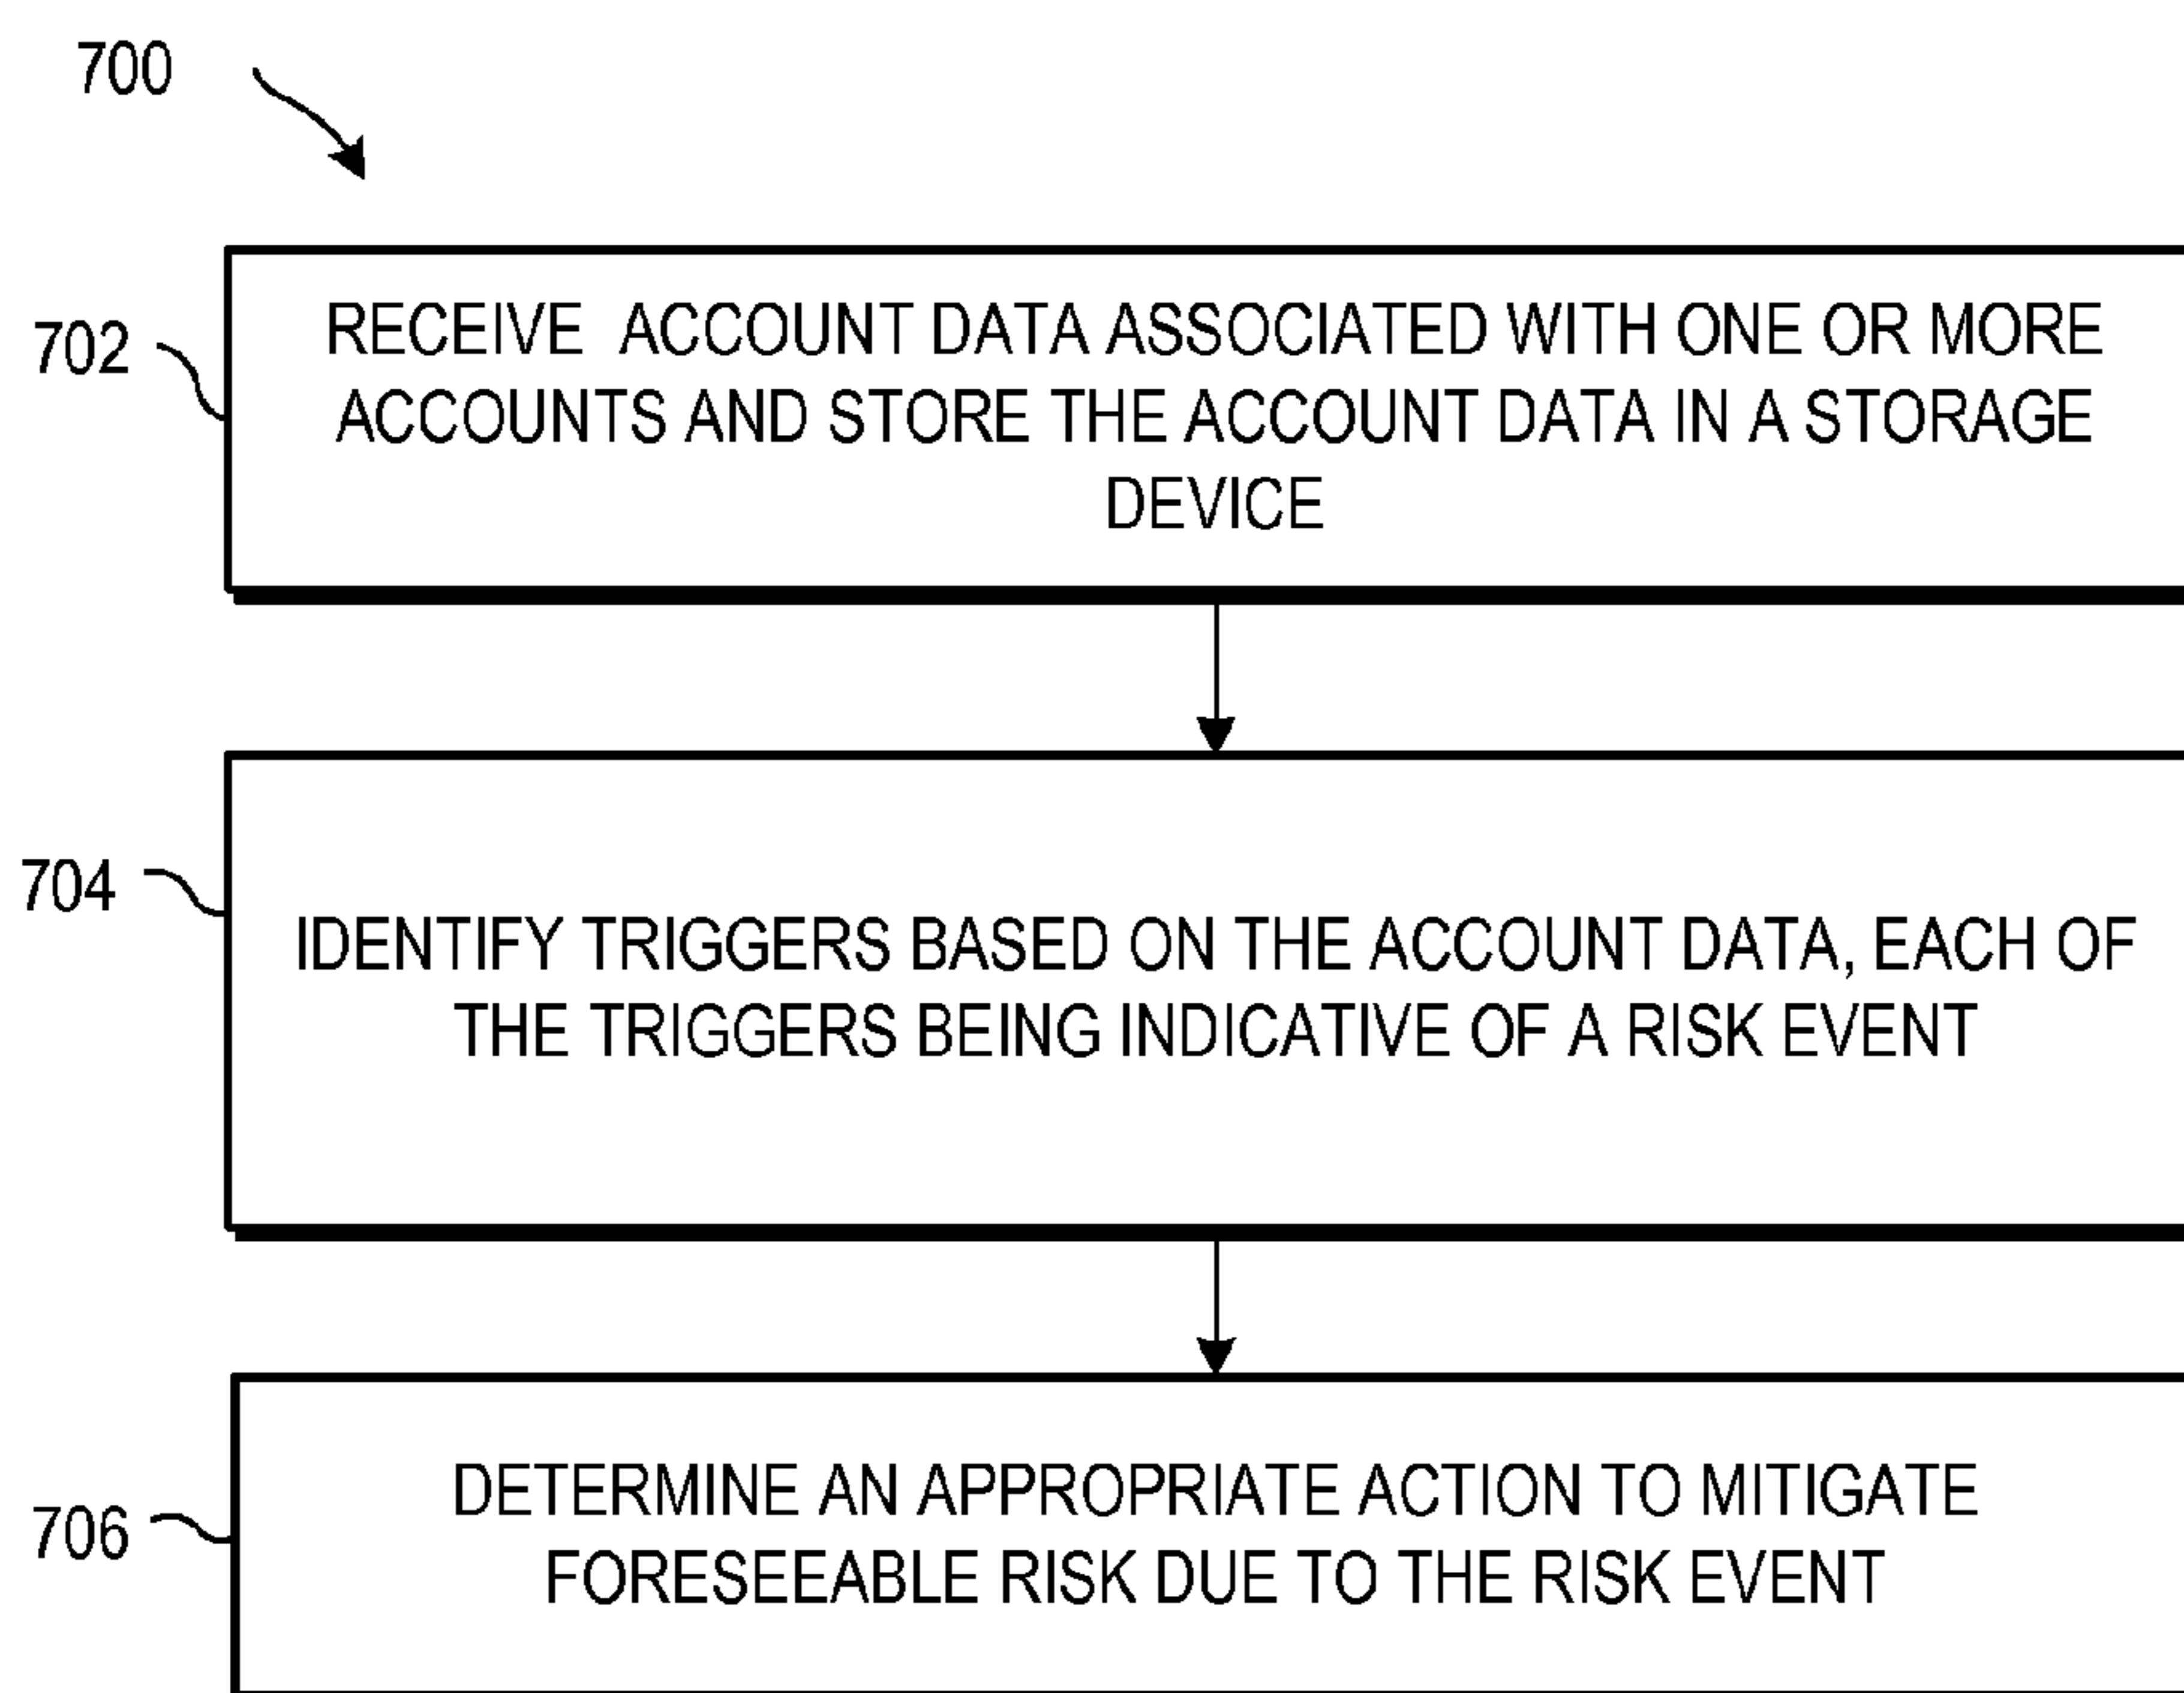 700
702
RECEIVE ACCOUNT DATA ASSOCIATED WITH ONE OR MORE
ACCOUNTS AND STORE THE ACCOUNT DATA IN A STORAGE
DEVICE
704
IDENTIFY TRIGGERS BASED ON THE ACCOUNT DATA, EACH OF
THE TRIGGERS BEING INDICATIVE OF A RISK EVENT
706
DETERMINE AN APPROPRIATE ACTION TO MITIGATE
FORESEEABLE RISK DUE TO THE RISK EVENT